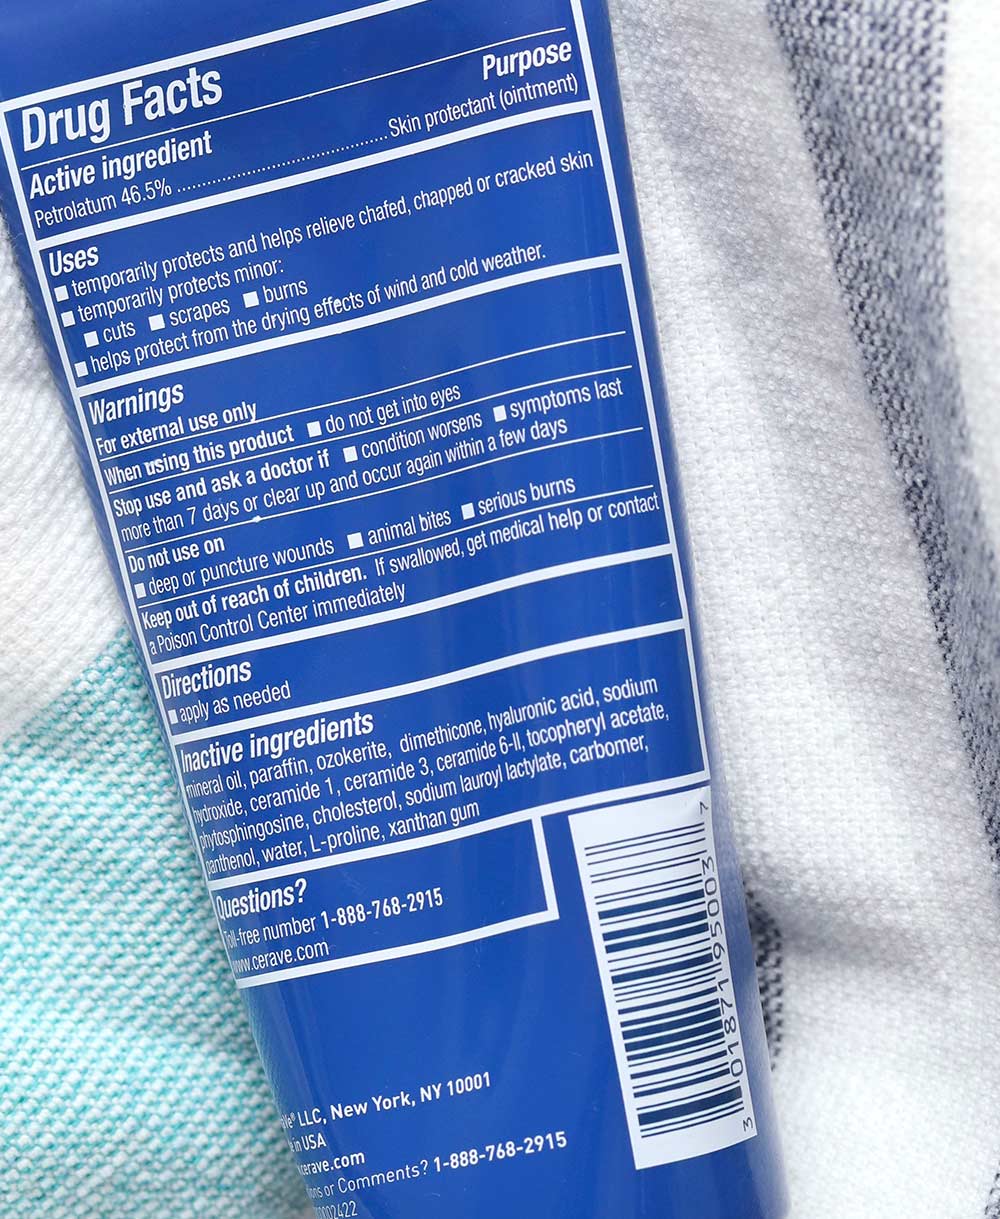 Drug Facts
Active ingredient Purpose
Petrolatum 46.5% ........................................ Skin protectant (ointment)
Uses
■ temporarily protects and helps relieve chafed, chapped or cracked skin
■ temporarily protects minor:
■ cuts ■ scrapes ■ burns
■ helps protect from the drying effects of wind and cold weather.
Warnings
For external use only
When using this product ■ do not get into eyes
Stop use and ask a doctor if ■ condition worsens ■ symptoms last
more than 7 days or clear up and occur again within a few days
Do not use on
■ deep or puncture wounds ■ animal bites ■ serious burns
Keep out of reach of children. If swallowed, get medical help or contact
a Poison Control Center immediately
Directions
■ apply as needed
Inactive ingredients
mineral oil, paraffin, ozokerite, dimethicone, hyaluronic acid, sodium
hydroxide, ceramide 1, ceramide 3, ceramide 6-II, tocopheryl acetate,
phytosphingosine, cholesterol, sodium lauroyl lactylate, carbomer,
panthenol, water, L-proline, xanthan gum
Questions?
Toll-free number 1-888-768-2915
www.cerave.com
LLC, New York, NY 10001
in USA
cerave.com
or Comments? 1-888-768-2915
3 01871 95003 7